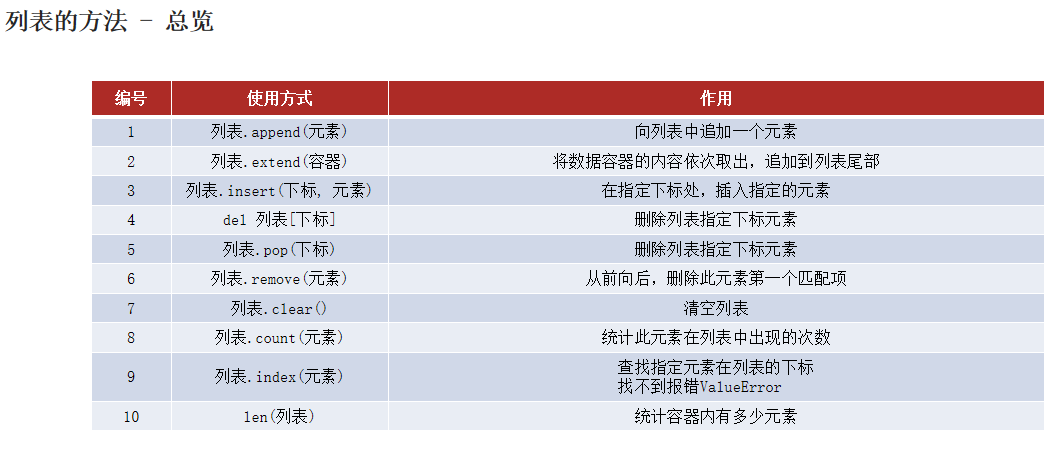 列表的方法 - 总览
编号 使用方式 作用
1 列表.append(元素) 向列表中追加一个元素
2 列表.extend(容器) 将数据容器的内容依次取出，追加到列表尾部
3 列表.insert(下标, 元素) 在指定下标处，插入指定的元素
4 del 列表[下标] 删除列表指定下标元素
5 列表.pop(下标) 删除列表指定下标元素
6 列表.remove(元素) 从前向后，删除此元素第一个匹配项
7 列表.clear() 清空列表
8 列表.count(元素) 统计此元素在列表中出现的次数
9 列表.index(元素) 查找指定元素在列表的下标
找不到报错ValueError
10 len(列表) 统计容器内有多少元素